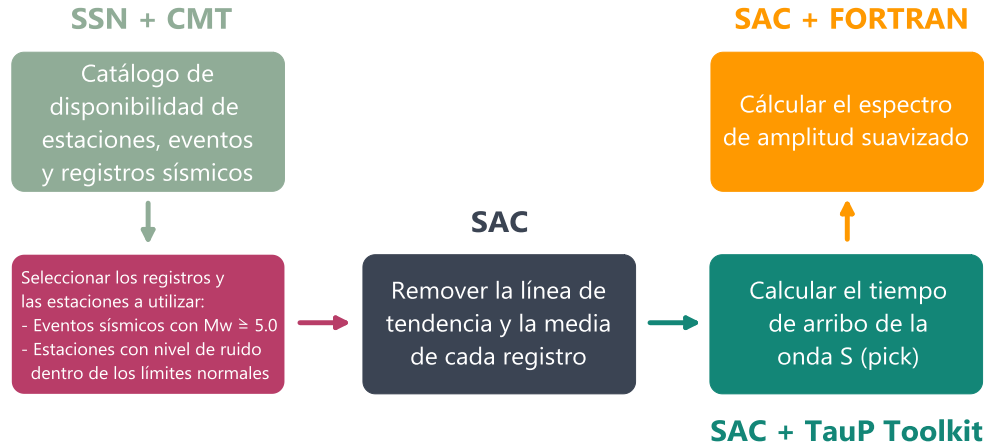 SSN + CMT
Catálogo de
disponibilidad de
estaciones, eventos
y registros sísmicos
Seleccionar los registros y
las estaciones a utilizar:
- Eventos sísmicos con Mw ≥ 5.0
- Estaciones con nivel de ruido
dentro de los límites normales
SAC
Remover la línea de
tendencia y la media
de cada registro
Calcular el tiempo
de arribo de la
onda S (pick)
SAC + TauP Toolkit
SAC + FORTRAN
Cálcular el espectro
de amplitud suavizado